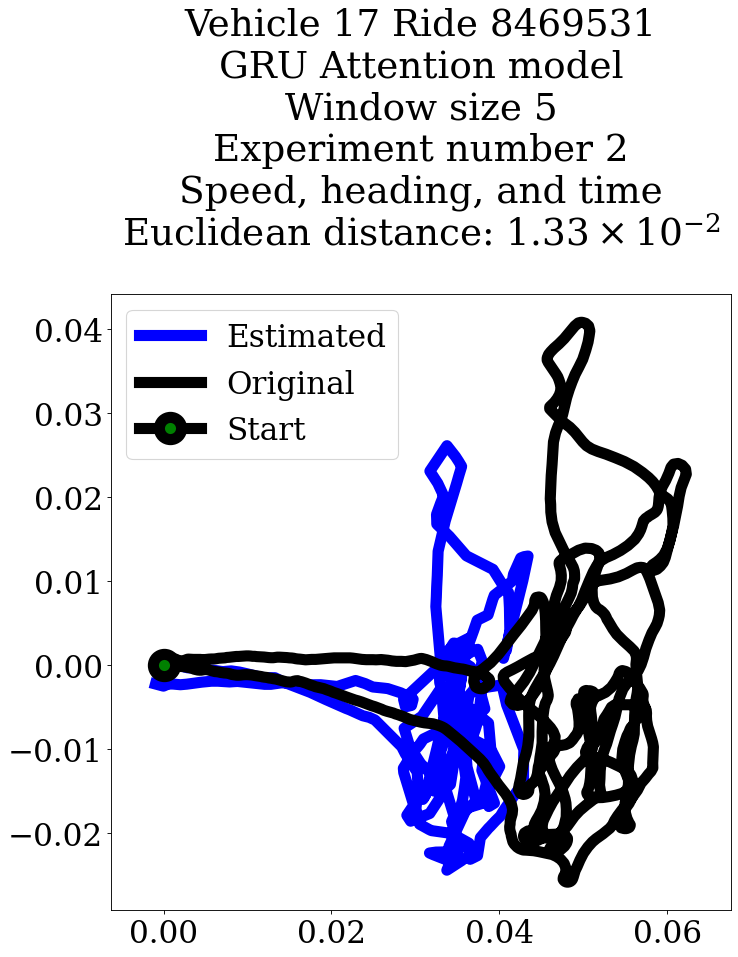 Vehicle 17 Ride 8469531
GRU Attention model
Window size 5
Experiment number 2
Speed, heading, and time
Euclidean distance: 1.33 × 10⁻²
Estimated
Original
Start
0.04
0.03
0.02
0.01
0.00
−0.01
−0.02
0.00 0.02 0.04 0.06